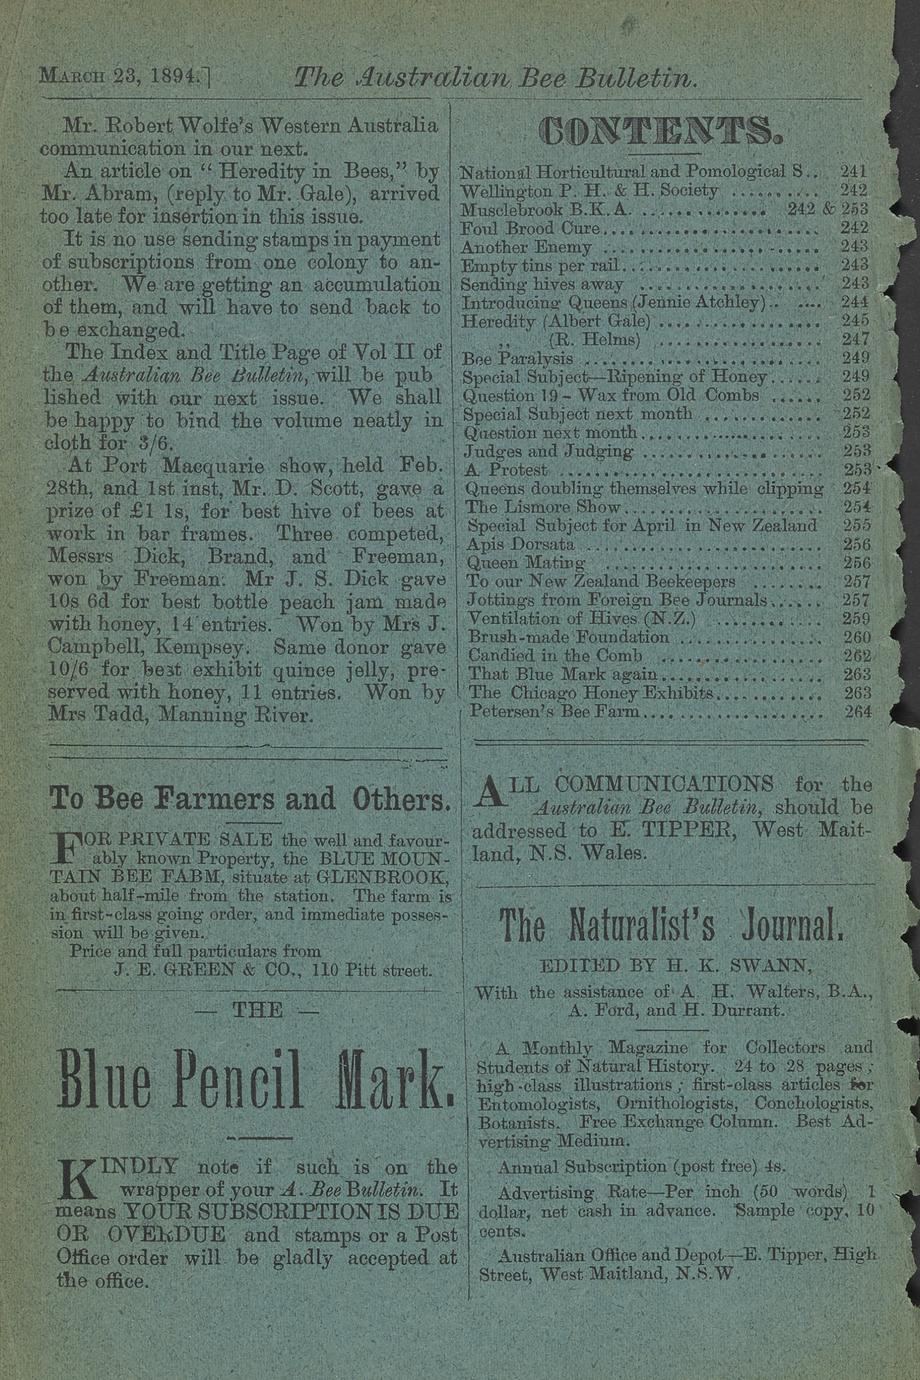 MARCH 23, 1894.] The Australian Bee Bulletin.
Mr. Robert Wolfe's Western Australia
communication in our next.
An article on "Heredity in Bees," by
Mr. Abram, (reply to Mr. Gale), arrived
too late for insertion in this issue.
It is no use sending stamps in payment
of subscriptions from one colony to an-
other. We are getting an accumulation
of them, and will have to send back to
be exchanged.
The Index and Title Page of Vol II of
the Australian Bee Bulletin, will be pub
lished with our next issue. We shall
be happy to bind the volume neatly in
cloth for 3/6.
At Port Macquarie show, held Feb.
28th, and 1st inst, Mr. D. Scott, gave a
prize of £1 1s, for best hive of bees at
work in bar frames. Three competed,
Messrs Dick, Brand, and Freeman,
won by Freeman. Mr J. S. Dick gave
10s 6d for best bottle peach jam made
with honey, 14 entries. Won by Mrs J.
Campbell, Kempsey. Same donor gave
10/6 for best exhibit quince jelly, pre-
served with honey, 11 entries. Won by
Mrs Tadd, Manning River.
To Bee Farmers and Others.
FOR PRIVATE SALE the well and favour-
ably known Property, the BLUE MOUN-
TAIN BEE FABM, situate at GLENBROOK,
about half-mile from the station. The farm is
in first-class going order, and immediate posses-
sion will be given.
Price and full particulars from
J. E. GREEN & CO., 110 Pitt street.
— THE —
Blue Pencil Mark.
KINDLY note if such is on the
wrapper of your A. Bee Bulletin. It
means YOUR SUBSCRIPTION IS DUE
OR OVERDUE and stamps or a Post
Office order will be gladly accepted at
the office.
CONTENTS.
National Horticultural and Pomological S.. 241
Wellington P. H. & H. Society .......... 242
Musclebrook B.K.A. .............. 242 & 253
Foul Brood Cure........................ 242
Another Enemy ........................ 243
Empty tins per rail...................... 243
Sending hives away .................... 243
Introducing Queens (Jennie Atchley).. .... 244
Heredity (Albert Gale) .................. 245
,, (R. Helms) .................. 247
Bee Paralysis .......................... 249
Special Subject—Ripening of Honey...... 249
Question 19 - Wax from Old Combs ...... 252
Special Subject next month .............. 252
Question next month.................... 253
Judges and Judging .................... 253
A Protest ............................ 253
Queens doubling themselves while clipping 254
The Lismore Show...................... 254
Special Subject for April in New Zealand 255
Apis Dorsata .......................... 256
Queen Mating ........................ 256
To our New Zealand Beekeepers ........ 257
Jottings from Foreign Bee Journals...... 257
Ventilation of Hives (N.Z.) ............ 259
Brush-made Foundation ................ 260
Candied in the Comb .................. 262
That Blue Mark again.................. 263
The Chicago Honey Exhibits............ 263
Petersen's Bee Farm.................... 264
ALL COMMUNICATIONS for the
Australian Bee Bulletin, should be
addressed to E. TIPPER, West Mait-
land, N.S. Wales.
The Naturalist's Journal.
EDITED BY H. K. SWANN,
With the assistance of A. H. Walters, B.A.,
A. Ford, and H. Durrant.
A Monthly Magazine for Collectors and
Students of Natural History. 24 to 28 pages;
high-class illustrations; first-class articles for
Entomologists, Ornithologists, Conchologists,
Botanists. Free Exchange Column. Best Ad-
vertising Medium.
Annual Subscription (post free) 4s.
Advertising Rate—Per inch (50 words) 1
dollar, net cash in advance. Sample copy, 10
cents.
Australian Office and Depot—E. Tipper, High
Street, West Maitland, N.S.W.